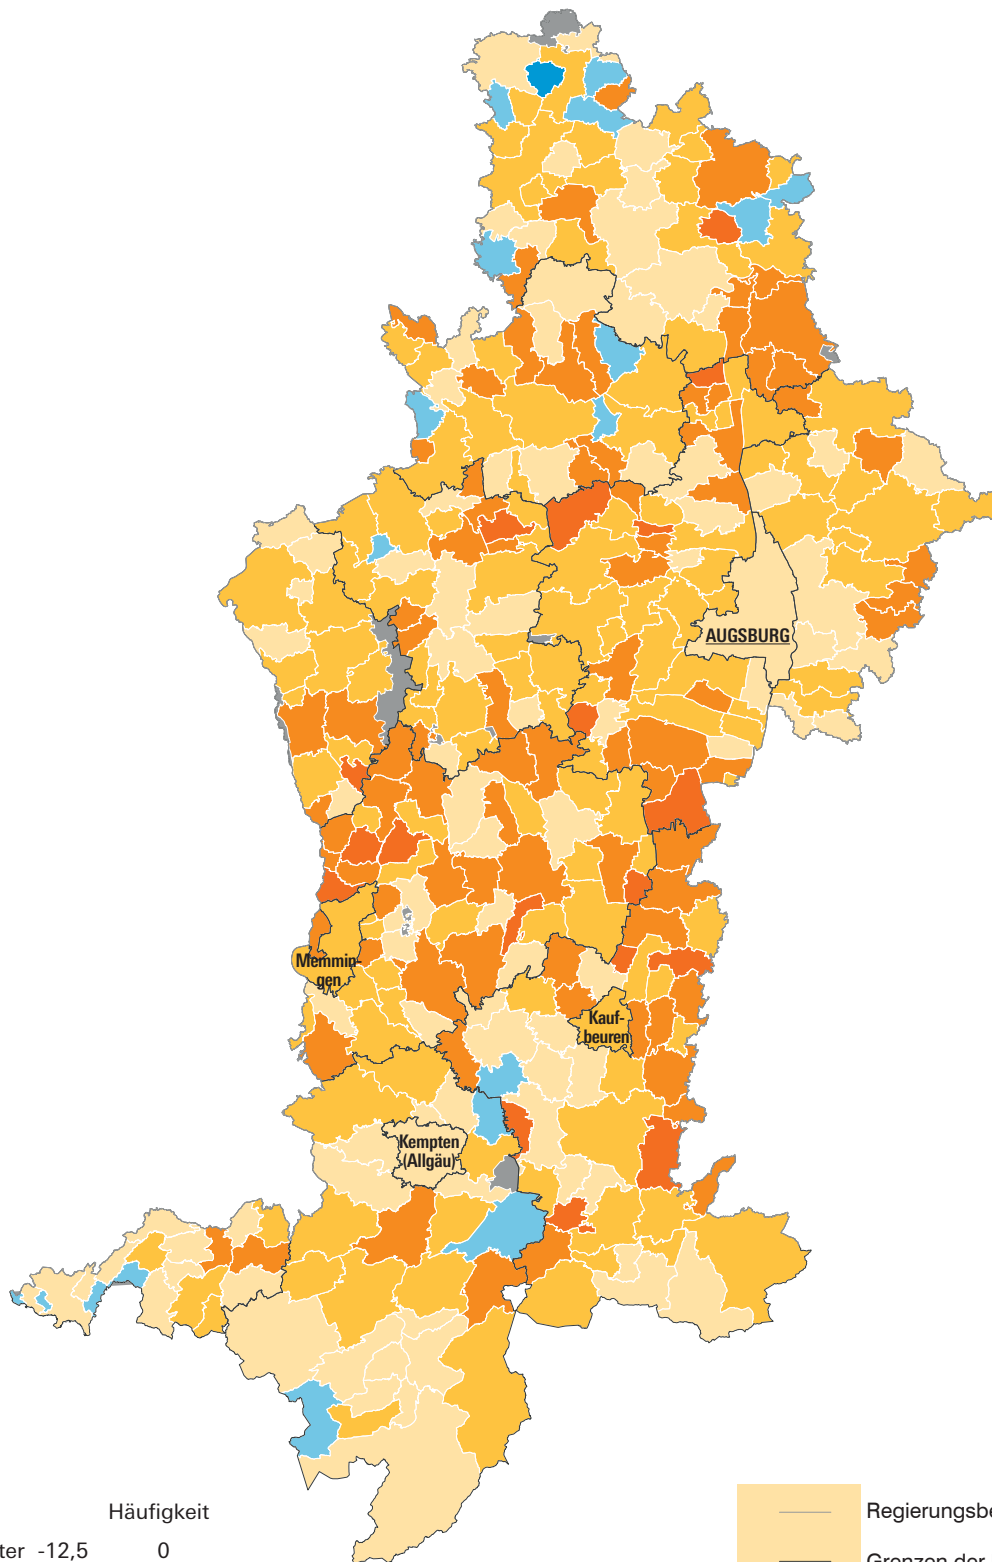 AUGSBURG
Memmin-
gen
Kauf-
beuren
Kempten
(Allgäu)
Häufigkeit
ter -12,5 0
Regierungsbe
Grenzen der